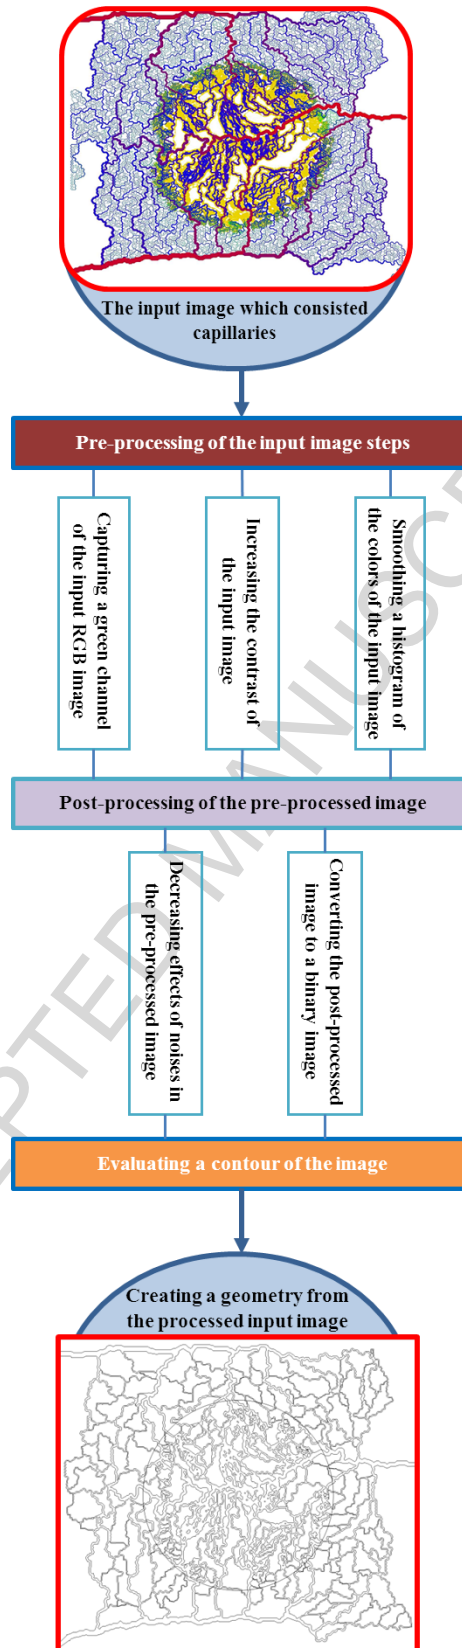 The input image which consisted
capillaries
Pre-processing of the input image steps
Capturing a green channel
of the input RGB image
Increasing the contrast of
the input image
Smoothing a histogram of
the colors of the input image
Post-processing of the pre-processed image
Decreasing effects of noises in
the pre-processed image
Converting the post-processed
image to a binary image
Evaluating a contour of the image
Creating a geometry from
the processed input image
EPTED MANUSC